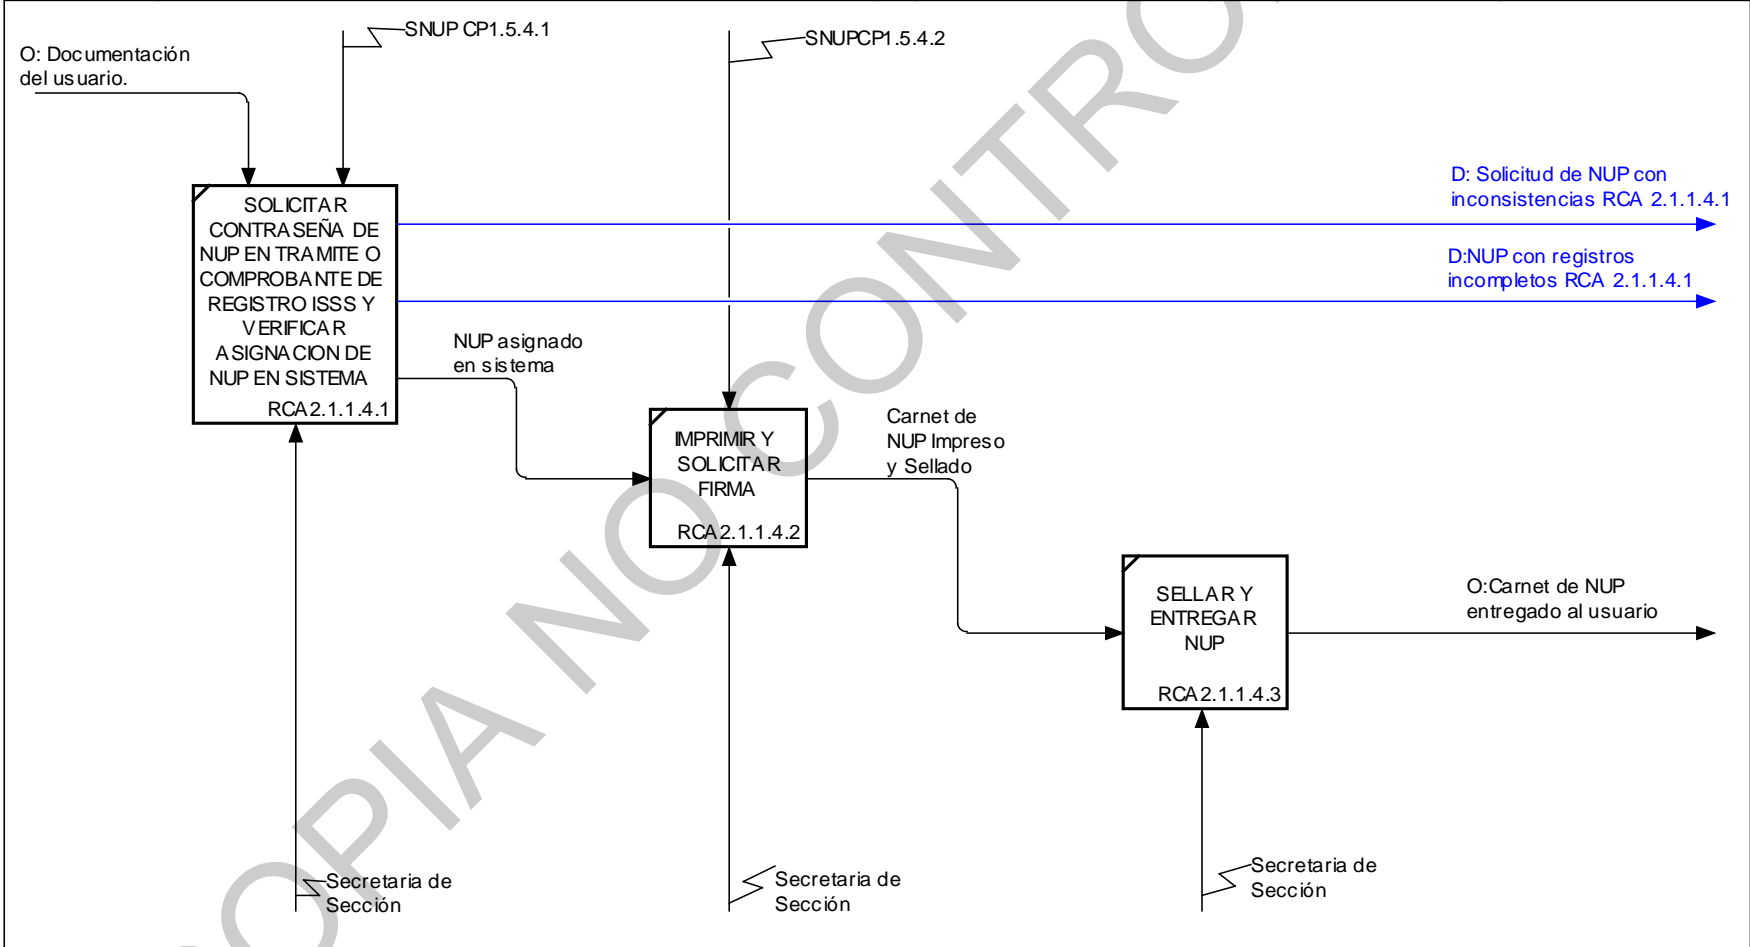 SNUP CP1.5.4.1
SNUPCP1.5.4.2
O: Documentación
del usuario.
D: Solicitud de NUP con
inconsistencias RCA 2.1.1.4.1
D:NUP con registros
incompletos RCA 2.1.1.4.1
SOLICITAR
CONTRASEÑA DE
NUP EN TRAMITE O
COMPROBANTE DE
REGISTRO ISSS Y
VERIFICAR
ASIGNACION DE
NUP EN SISTEMA
RCA2.1.1.4.1
NUP asignado
en sistema
IMPRIMIR Y
SOLICITAR
FIRMA
RCA2.1.1.4.2
Carnet de
NUP Impreso
y Sellado
SELLAR Y
ENTREGAR
NUP
RCA2.1.1.4.3
O:Carnet de NUP
entregado al usuario
Secretaria de
Sección
Secretaria de
Sección
Secretaria de
Sección
OPIA NO CONTRO